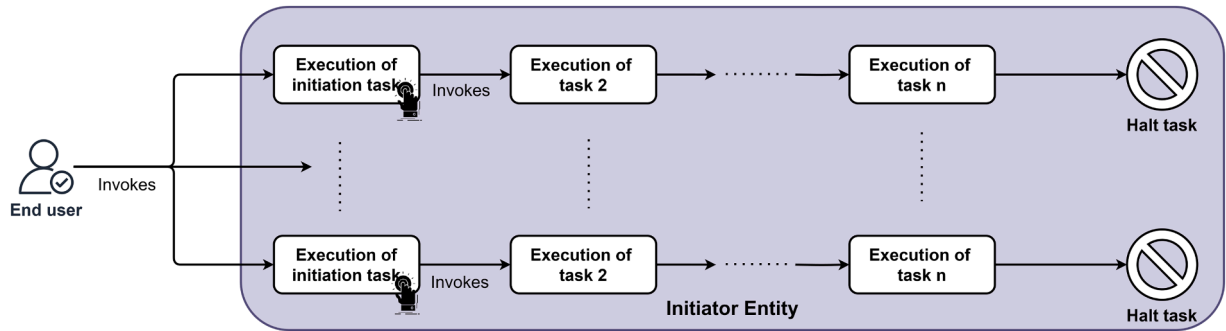 Execution of
initiation task
Invokes
Execution of
task 2
Execution of
task n
Halt task
Invokes
End user
Execution of
initiation task
Invokes
Execution of
task 2
Execution of
task n
Halt task
Initiator Entity